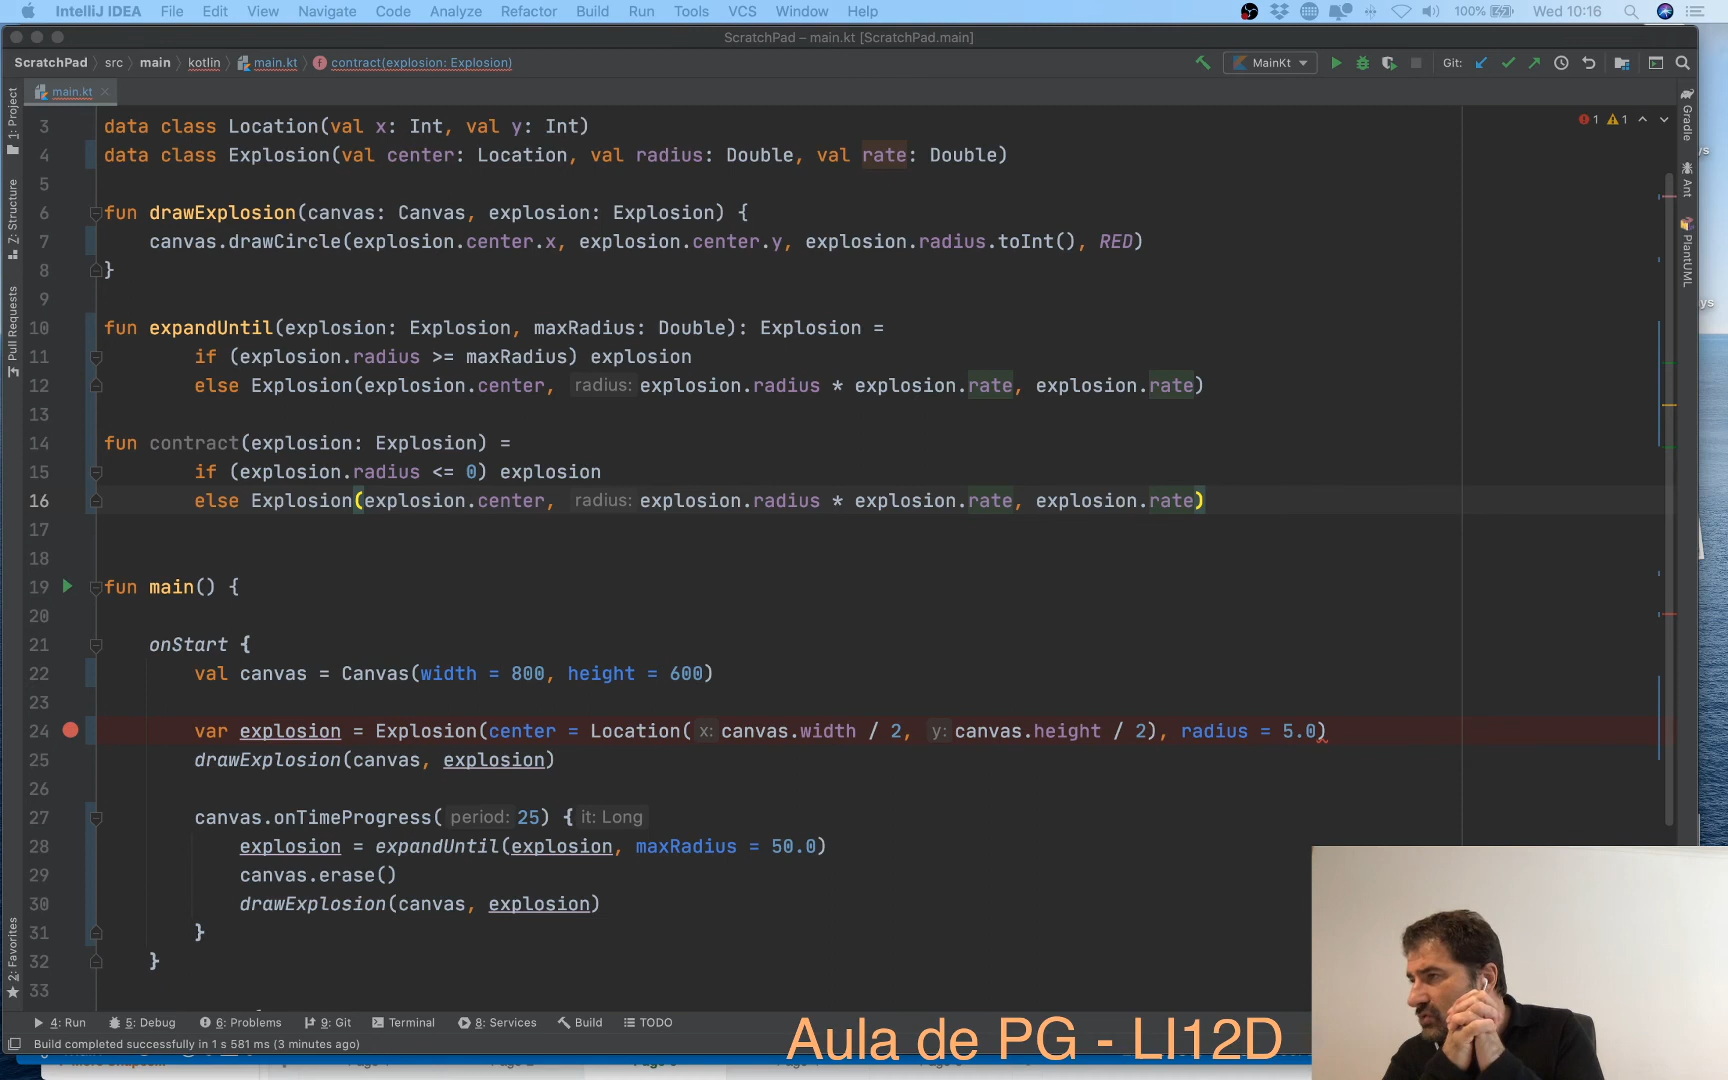 IntelliJ IDEA File Edit View Navigate Code Analyze Refactor Build Run Tools VCS Window Help 100% Wed 10:16
ScratchPad – main.kt [ScratchPad.main]
ScratchPad src main kotlin main.kt contract(explosion: Explosion) MainKt Git:
main.kt
1: Project
Z: Structure
Pull Requests
2: Favorites
Gradle
Ant
PlantUML
1 1
3 data class Location(val x: Int, val y: Int)
4 data class Explosion(val center: Location, val radius: Double, val rate: Double)
5
6 fun drawExplosion(canvas: Canvas, explosion: Explosion) {
7 canvas.drawCircle(explosion.center.x, explosion.center.y, explosion.radius.toInt(), RED)
8 }
9
10 fun expandUntil(explosion: Explosion, maxRadius: Double): Explosion =
11 if (explosion.radius >= maxRadius) explosion
12 else Explosion(explosion.center, radius: explosion.radius * explosion.rate, explosion.rate)
13
14 fun contract(explosion: Explosion) =
15 if (explosion.radius <= 0) explosion
16 else Explosion(explosion.center, radius: explosion.radius * explosion.rate, explosion.rate)
17
18
19 fun main() {
20
21 onStart {
22 val canvas = Canvas(width = 800, height = 600)
23
24 var explosion = Explosion(center = Location( x: canvas.width / 2, y: canvas.height / 2), radius = 5.0)
25 drawExplosion(canvas, explosion)
26
27 canvas.onTimeProgress( period: 25) { it: Long
28 explosion = expandUntil(explosion, maxRadius = 50.0)
29 canvas.erase()
30 drawExplosion(canvas, explosion)
31 }
32 }
33
4: Run 5: Debug 6: Problems 9: Git Terminal 8: Services Build TODO
Build completed successfully in 1 s 581 ms (3 minutes ago)
Aula de PG - LI12D